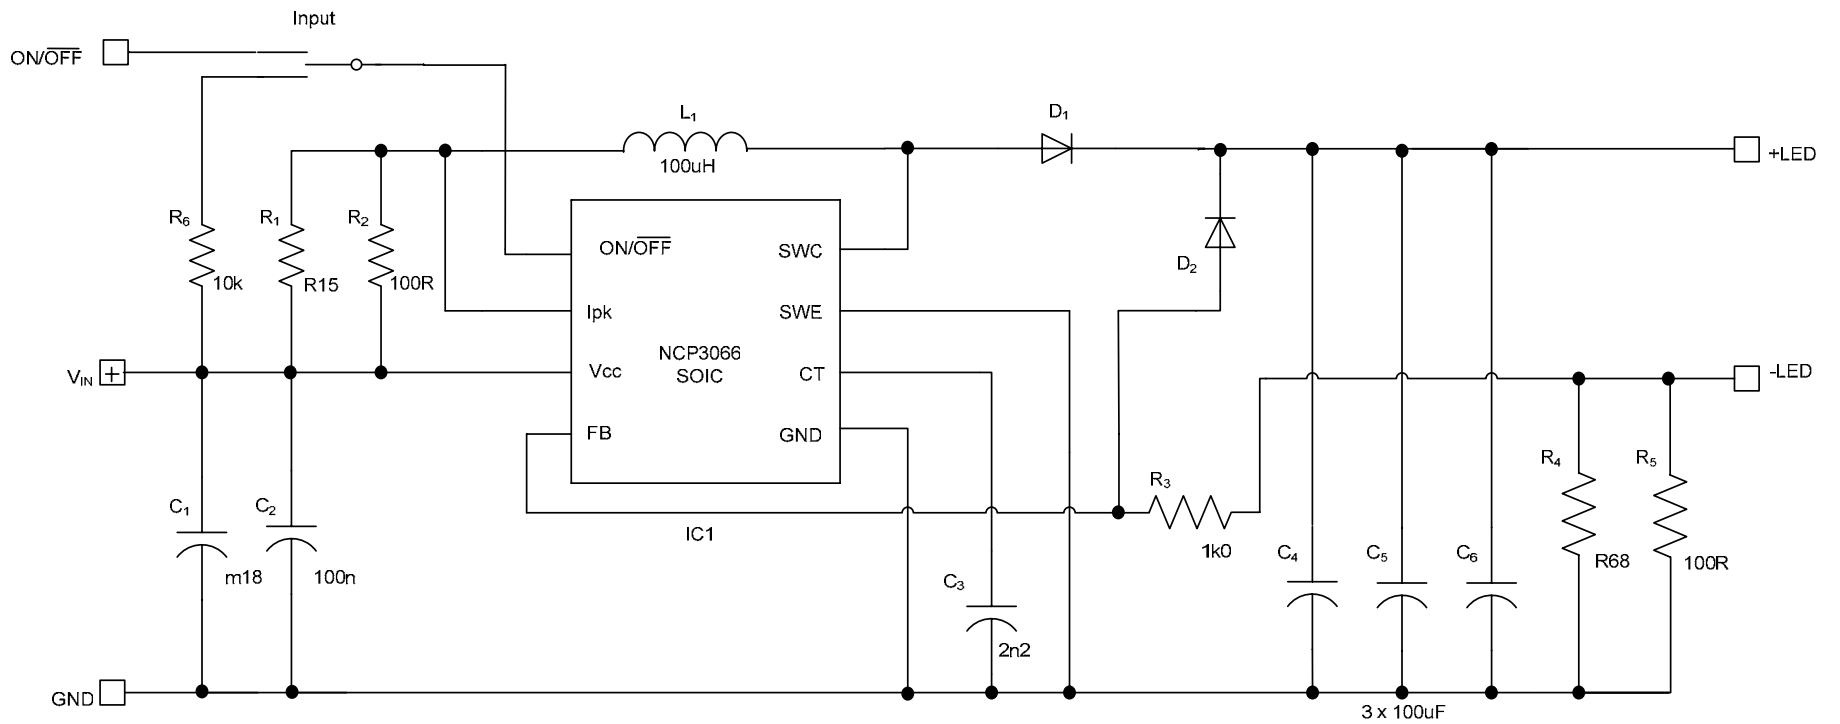 Input
ON/OFF
L₁
100uH
D₁
+LED
R₆
10k
R₁
R15
R₂
100R
ON/OFF
SWC
D₂
Ipk
SWE
NCP3066
SOIC
VIN
+
Vcc
CT
-LED
FB
GND
R₃
1k0
R₄
R68
R₅
100R
C₁
m18
C₂
100n
IC1
C₃
2n2
C₄
C₅
C₆
GND
3 x 100uF